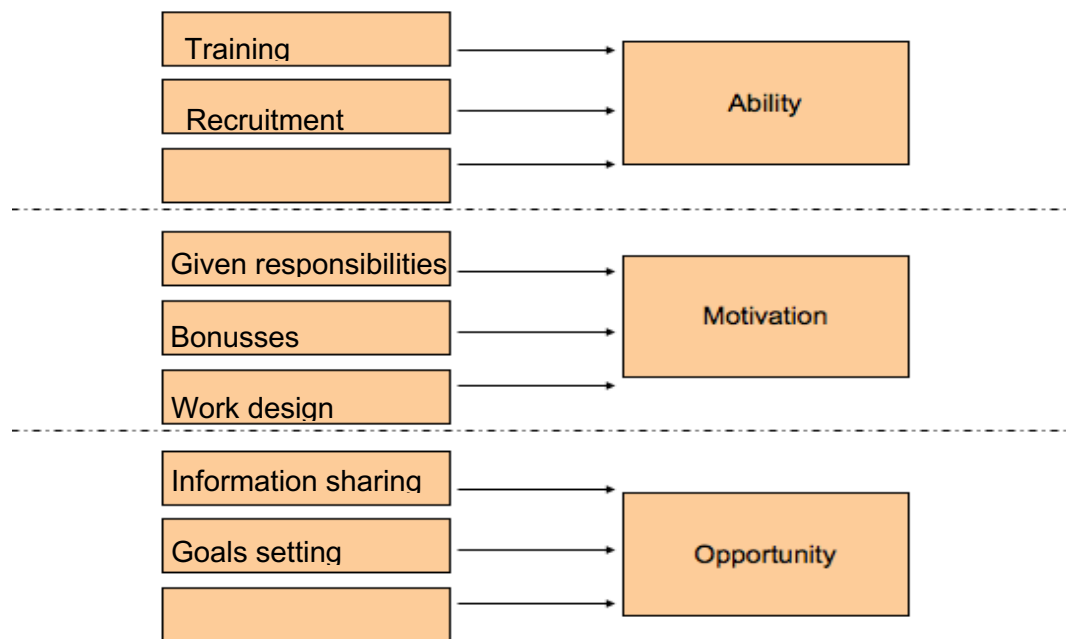 Training
Ability
Recruitment
Given responsibilities
Motivation
Bonusses
Work design
Information sharing
Goals setting
Opportunity